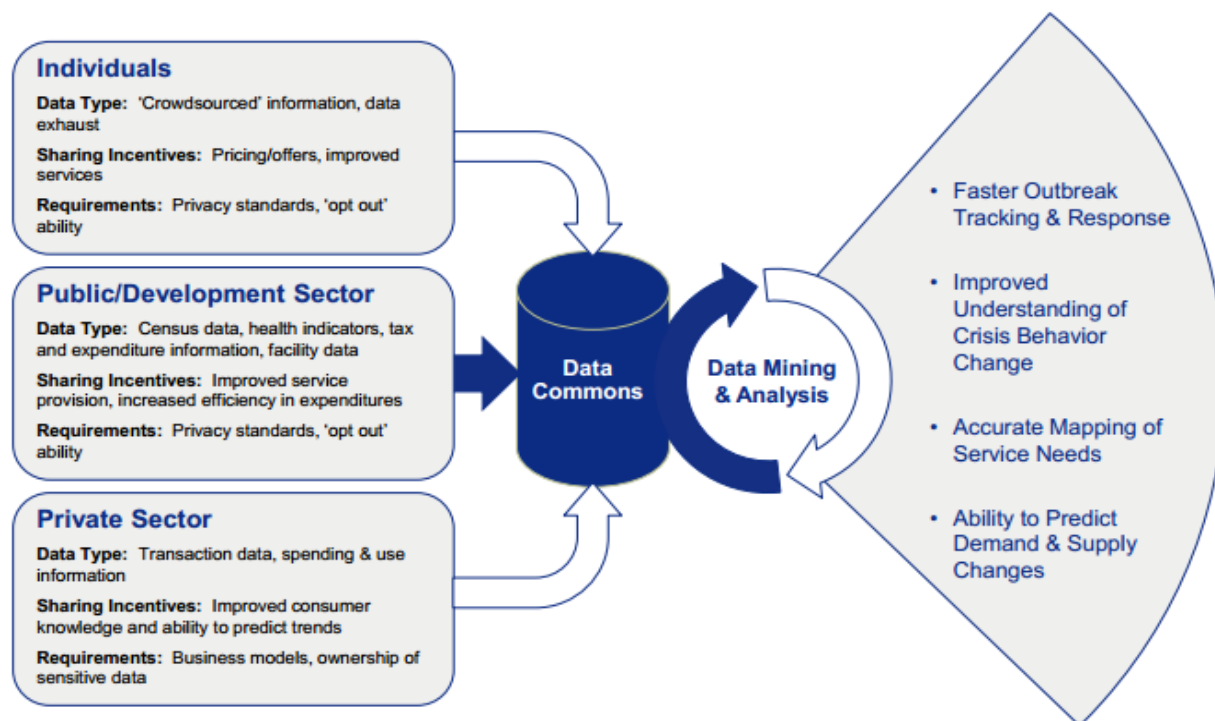 Individuals
Data Type: 'Crowdsourced' information, data
exhaust
Sharing Incentives: Pricing/offers, improved
services
Requirements: Privacy standards, 'opt out'
ability
Public/Development Sector
Data Type: Census data, health indicators, tax
and expenditure information, facility data
Sharing Incentives: Improved service
provision, increased efficiency in expenditures
Requirements: Privacy standards, 'opt out'
ability
Private Sector
Data Type: Transaction data, spending & use
information
Sharing Incentives: Improved consumer
knowledge and ability to predict trends
Requirements: Business models, ownership of
sensitive data
Data
Commons
Data Mining
& Analysis
• Faster Outbreak
Tracking & Response
• Improved
Understanding of
Crisis Behavior
Change
• Accurate Mapping of
Service Needs
• Ability to Predict
Demand & Supply
Changes